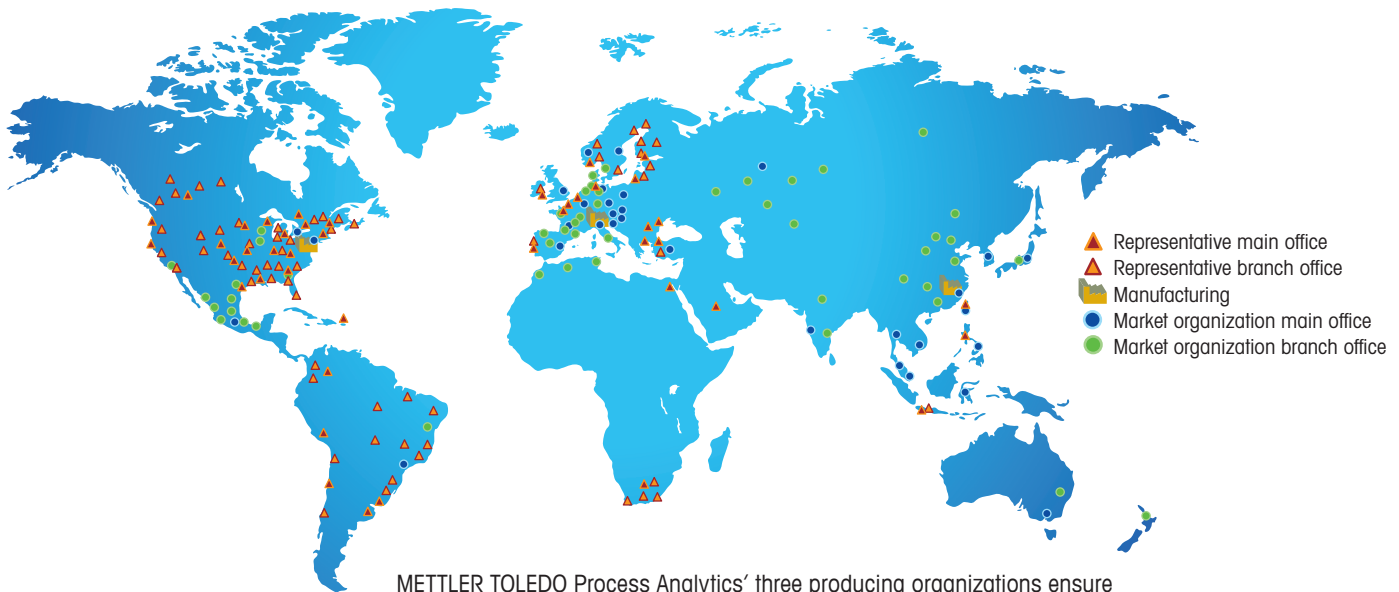 Representative main office
Representative branch office
Manufacturing
Market organization main office
Market organization branch office
METTLER TOLEDO Process Analytics’ three producing organizations ensure